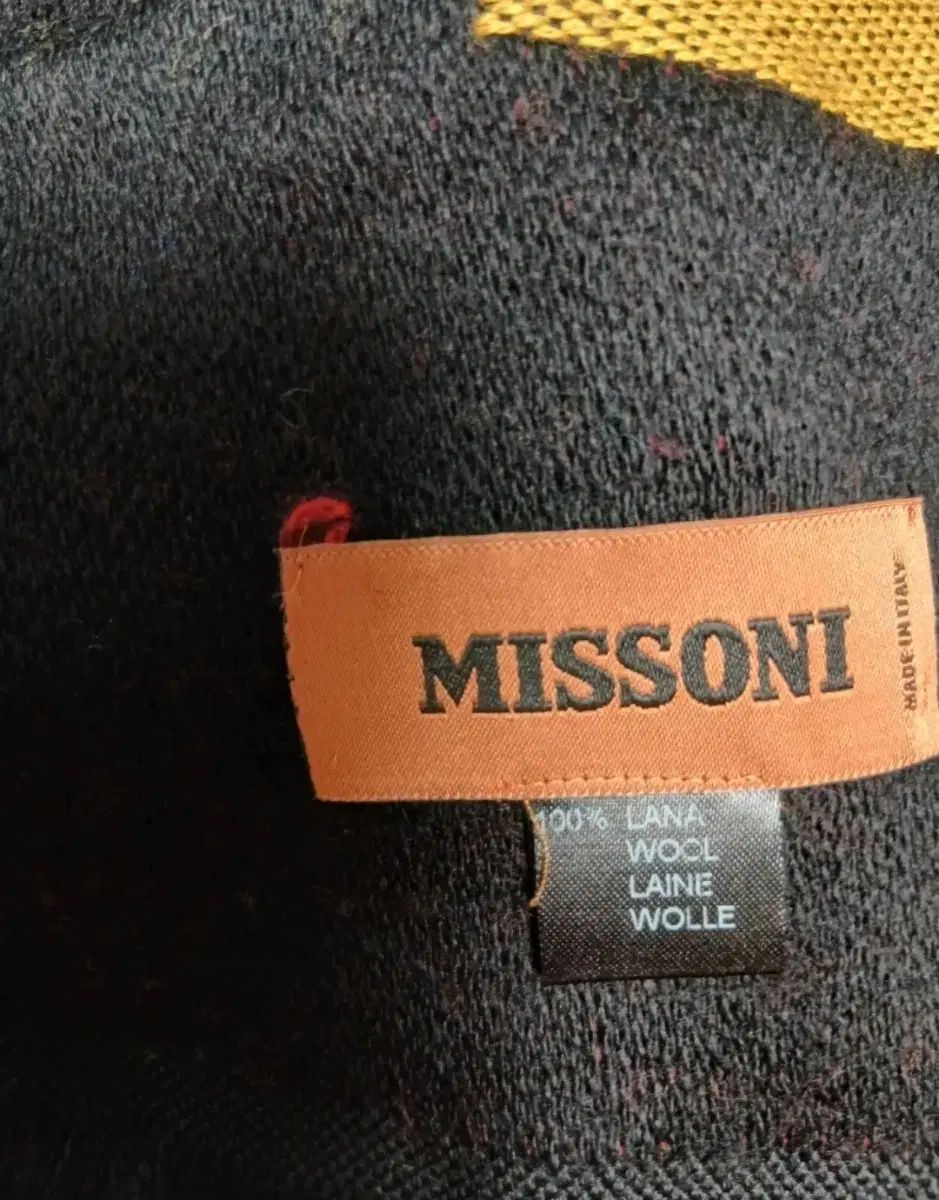 MISSONI
MADE IN ITALY
100% LANA
WOOL
LAINE
WOLLE